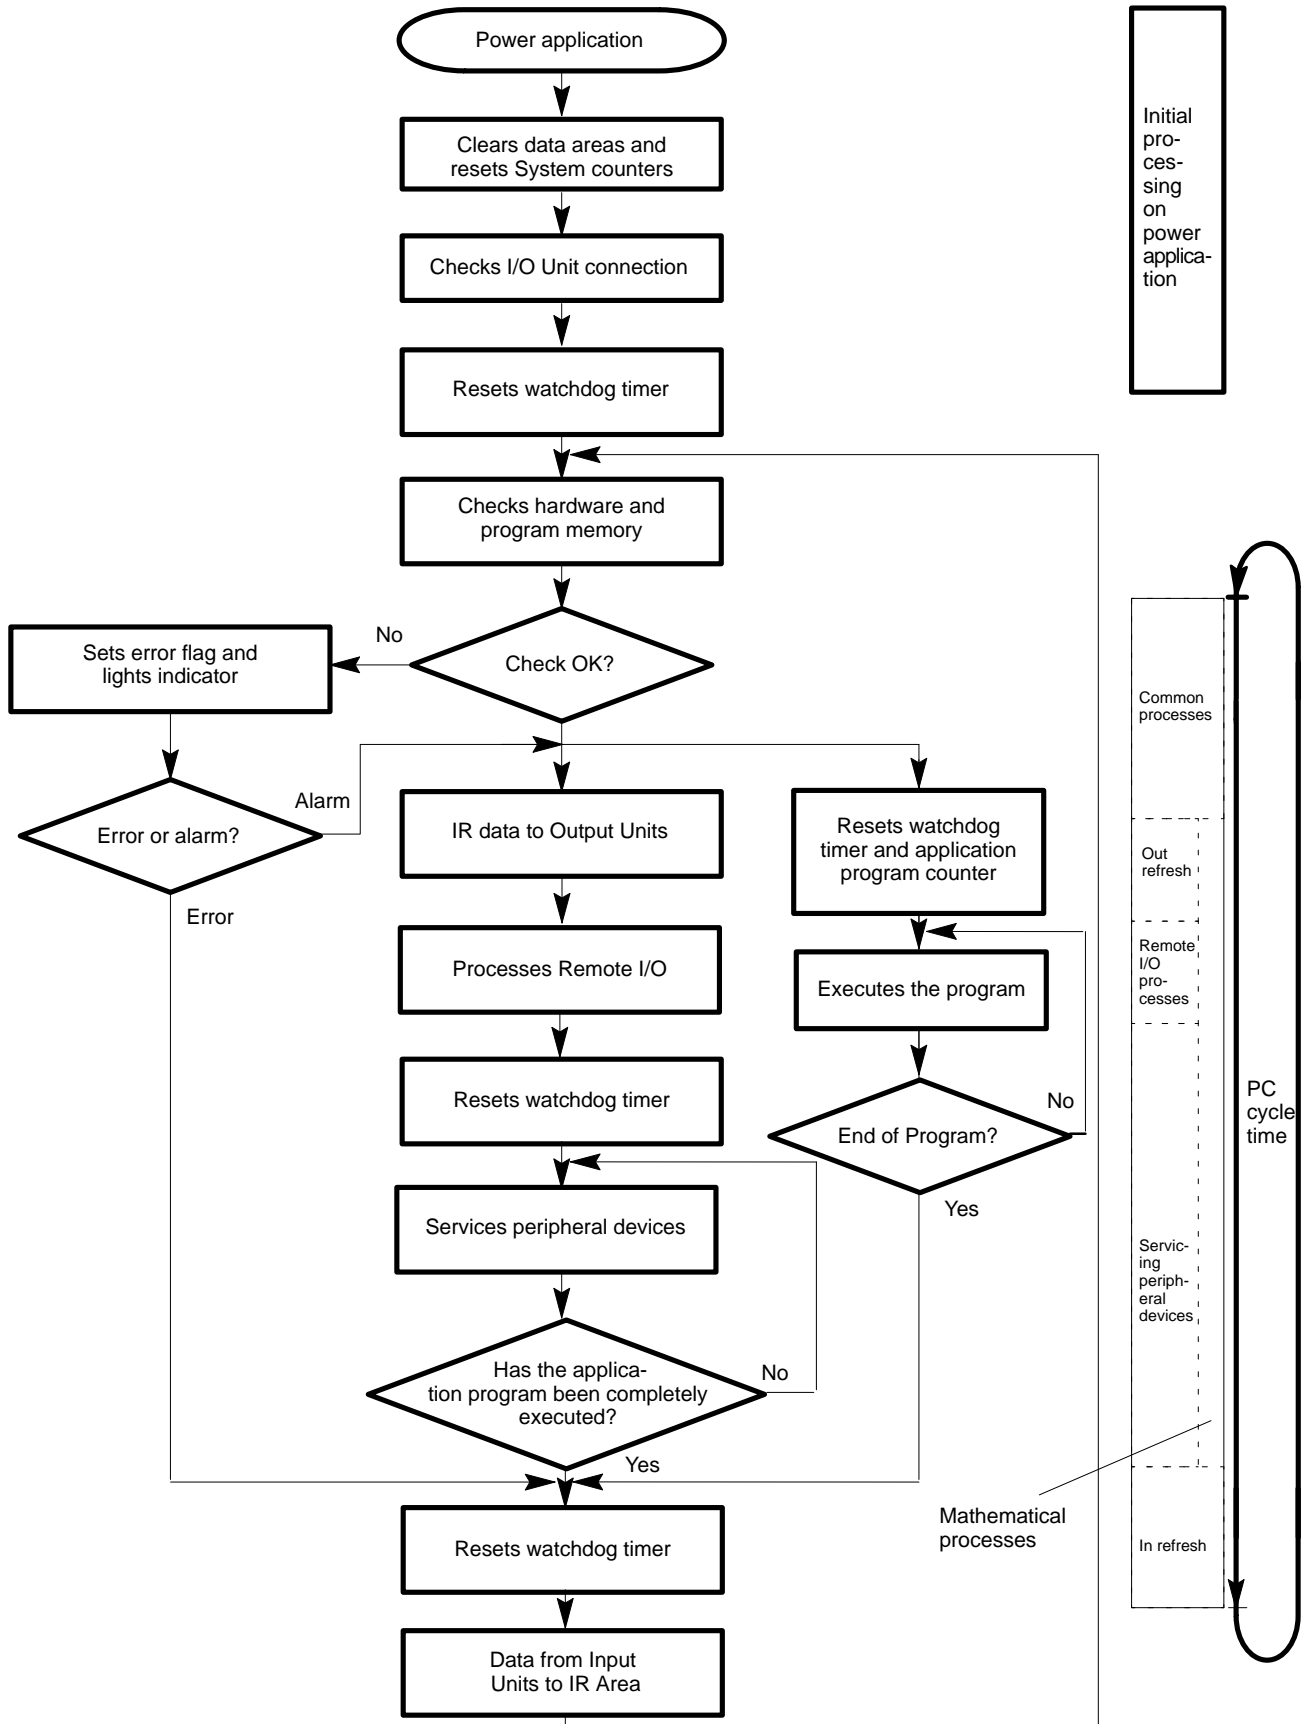 Power application
Clears data areas and
resets System counters
Checks I/O Unit connection
Resets watchdog timer
Checks hardware and
program memory
Check OK?
No
Sets error flag and
lights indicator
Error or alarm?
Alarm
Error
IR data to Output Units
Processes Remote I/O
Resets watchdog timer
Services peripheral devices
Has the applica-
tion program been completely
executed?
No
Yes
Resets watchdog
timer and application
program counter
Executes the program
End of Program?
No
Yes
Resets watchdog timer
Data from Input
Units to IR Area
Initial
pro-
ces-
sing
on
power
applica-
tion
Common
processes
Out
refresh
Remote
I/O
pro-
cesses
Servic-
ing
periph-
eral
devices
In refresh
Mathematical
processes
PC
cycle
time